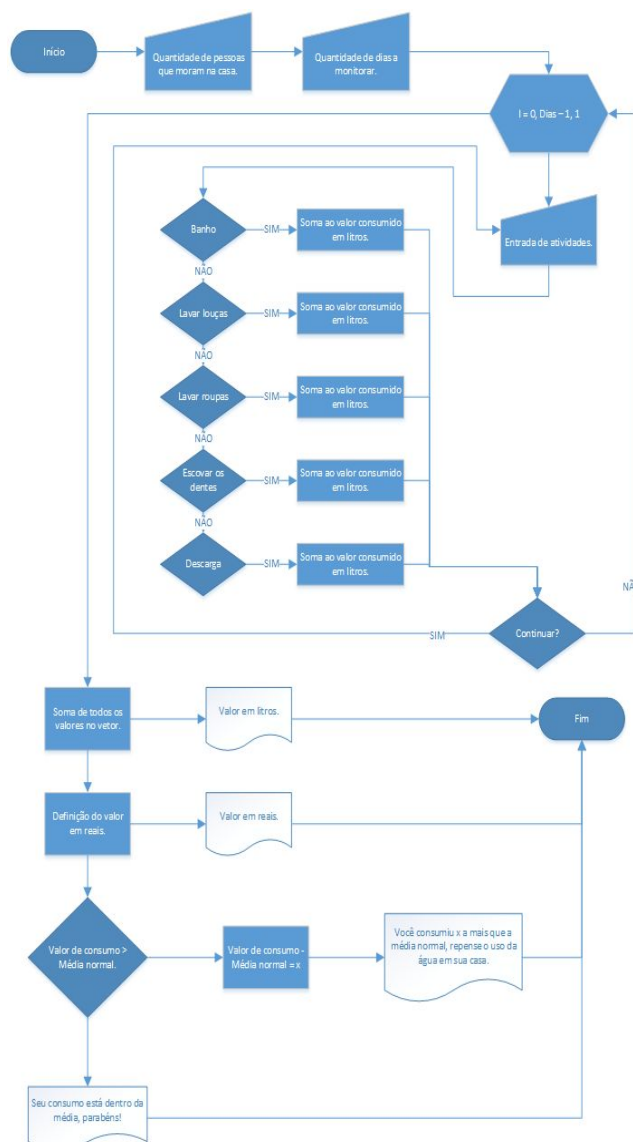 Início
Quantidade de pessoas
que moram na casa.
Quantidade de dias a
monitorar.
I = 0, Dias – 1, 1
Entrada de atividades.
Banho
SIM
Soma ao valor consumido
em litros.
NÃO
Lavar louças
SIM
Soma ao valor consumido
em litros.
NÃO
Lavar roupas
SIM
Soma ao valor consumido
em litros.
NÃO
Escovar os
dentes
SIM
Soma ao valor consumido
em litros.
NÃO
Descarga
SIM
Soma ao valor consumido
em litros.
Continuar?
SIM
NÃ
Soma de todos os
valores no vetor.
Valor em litros.
Fim
Definição do valor
em reais.
Valor em reais.
Valor de consumo >
Média normal.
Valor de consumo -
Média normal = x
Você consumiu x a mais que a
média normal, repense o uso da
água em sua casa.
Seu consumo está dentro da
média, parabéns!